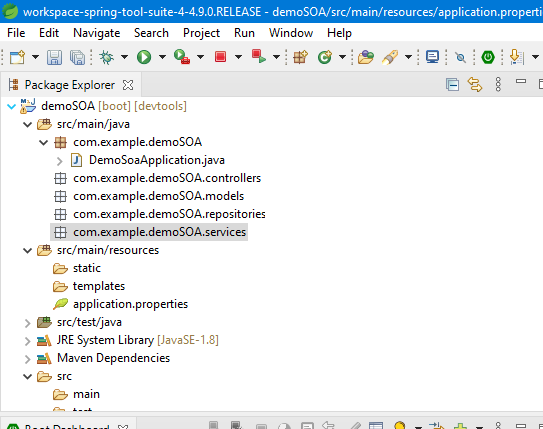 workspace-spring-tool-suite-4-4.9.0.RELEASE - demoSOA/src/main/resources/application.properti
File Edit Navigate Search Project Run Window Help
Package Explorer
demoSOA [boot] [devtools]
src/main/java
com.example.demoSOA
DemoSoaApplication.java
com.example.demoSOA.controllers
com.example.demoSOA.models
com.example.demoSOA.repositories
com.example.demoSOA.services
src/main/resources
static
templates
application.properties
src/test/java
JRE System Library [JavaSE-1.8]
Maven Dependencies
src
main
test
Boot Dashboard